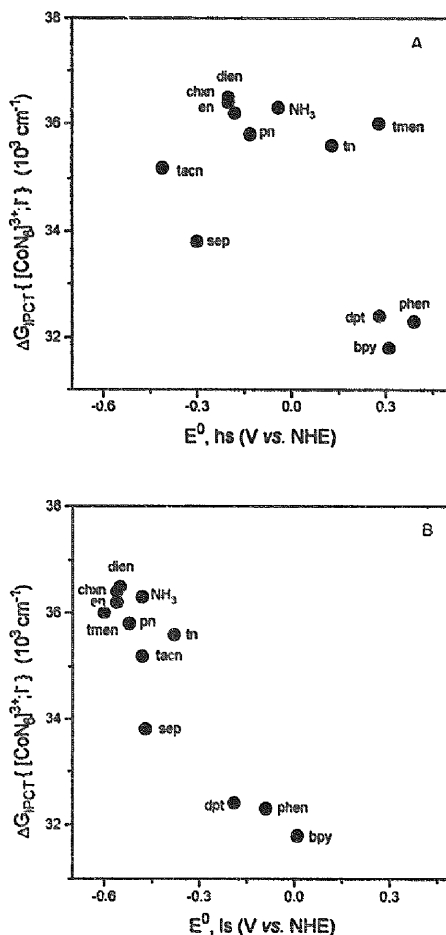 A
38
36
34
32
ΔG_IPCT{[CoN₆]³⁺;I⁻} (10³ cm⁻¹)
dien
chxn
en
NH₃
pn
tmen
tn
tacn
sep
dpt
phen
bpy
-0.6 -0.3 0.0 0.3
E⁰, hs (V vs. NHE)
B
38
36
34
32
ΔG_IPCT{[CoN₆]³⁺;I⁻} (10³ cm⁻¹)
dien
chxn
en
NH₃
tmen
pn
tn
tacn
sep
dpt
phen
bpy
-0.6 -0.3 0.0 0.3
E⁰, ls (V vs. NHE)